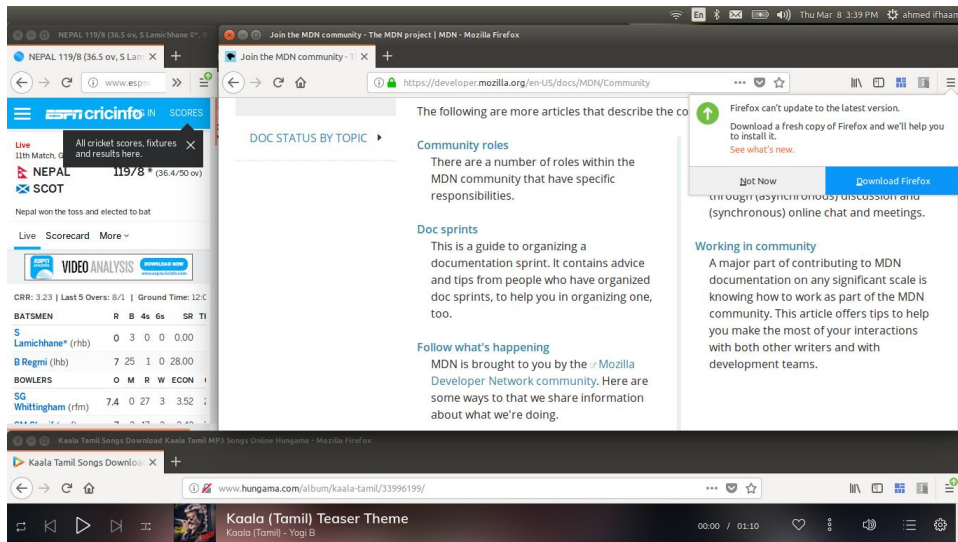 En
Thu Mar 8 3:39 PM
ahmed ifhaam
NEPAL 119/8 (36.5 ov, S Lamichhane 0*,
NEPAL 119/8 (36.5 ov, S Lam
www.espn
ESPN cricinfo
IN
SCORES
All cricket scores, fixtures
and results here.
Live
11th Match, G
NEPAL 119/8 * (36.4/50 ov)
SCOT
Nepal won the toss and elected to bat
Live Scorecard More
ESPN cricinfo VIDEO ANALYSIS DOWNLOAD NOW
CRR: 3.23 | Last 5 Overs: 8/1 | Ground Time: 12:0
BATSMEN R B 4s 6s SR
S
Lamichhane* (rhb) 0 3 0 0 0.00
B Regmi (lhb) 7 25 1 0 28.00
BOWLERS O M R W ECON
SG
Whittingham (rfm) 7.4 0 27 3 3.52
Join the MDN community - The MDN project | MDN - Mozilla Firefox
Join the MDN community - T
https://developer.mozilla.org/en-US/docs/MDN/Community
DOC STATUS BY TOPIC
The following are more articles that describe the co
Community roles
There are a number of roles within the
MDN community that have specific
responsibilities.
Doc sprints
This is a guide to organizing a
documentation sprint. It contains advice
and tips from people who have organized
doc sprints, to help you in organizing one,
too.
Follow what's happening
MDN is brought to you by the Mozilla
Developer Network community. Here are
some ways to that we share information
about what we're doing.
Firefox can't update to the latest version.
Download a fresh copy of Firefox and we'll help you
to install it.
See what's new.
Not Now
Download Firefox
through (asynchronous) discussion and
(synchronous) online chat and meetings.
Working in community
A major part of contributing to MDN
documentation on any significant scale is
knowing how to work as part of the MDN
community. This article offers tips to help
you make the most of your interactions
with both other writers and with
development teams.
Kaala Tamil Songs Download Kaala Tamil MP3 Songs Online Hungama - Mozilla Firefox
Kaala Tamil Songs Downloa
www.hungama.com/album/kaala-tamil/33996199/
Kaala (Tamil) Teaser Theme
Kaala (Tamil) - Yogi B
00:00 / 01:10